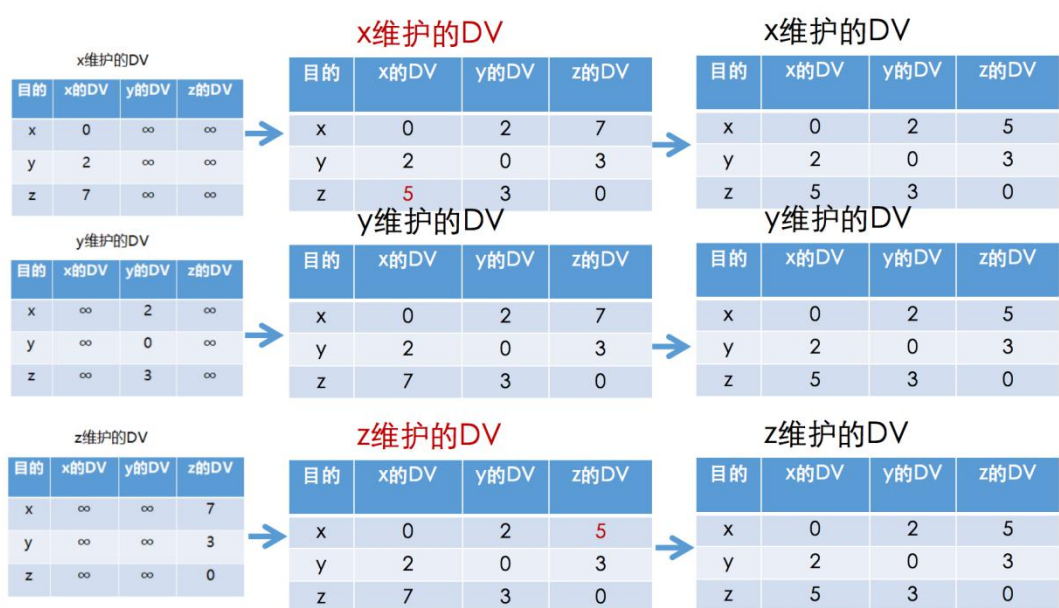 x维护的DV
目的 x的DV y的DV z的DV
x 0 ∞ ∞
y 2 ∞ ∞
z 7 ∞ ∞
x维护的DV
目的 x的DV y的DV z的DV
x 0 2 7
y 2 0 3
z 5 3 0
x维护的DV
目的 x的DV y的DV z的DV
x 0 2 5
y 2 0 3
z 5 3 0
y维护的DV
目的 x的DV y的DV z的DV
x ∞ 2 ∞
y ∞ 0 ∞
z ∞ 3 ∞
y维护的DV
目的 x的DV y的DV z的DV
x 0 2 7
y 2 0 3
z 7 3 0
y维护的DV
目的 x的DV y的DV z的DV
x 0 2 5
y 2 0 3
z 5 3 0
z维护的DV
目的 x的DV y的DV z的DV
x ∞ ∞ 7
y ∞ ∞ 3
z ∞ ∞ 0
z维护的DV
目的 x的DV y的DV z的DV
x 0 2 5
y 2 0 3
z 7 3 0
z维护的DV
目的 x的DV y的DV z的DV
x 0 2 5
y 2 0 3
z 5 3 0